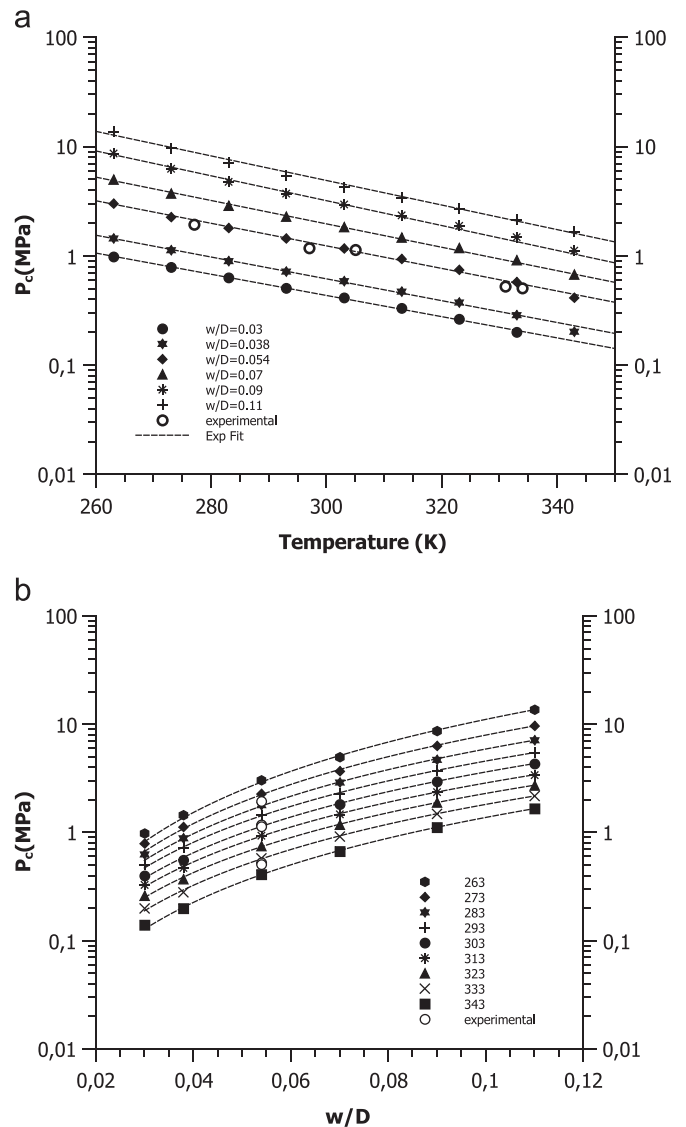 a
100
10
1
0,1
0,01
100
10
1
0,1
0,01
Pc(MPa)
w/D=0.03
w/D=0.038
w/D=0.054
w/D=0.07
w/D=0.09
w/D=0.11
experimental
Exp Fit
260 280 300 320 340
Temperature (K)
b
100
10
1
0,1
0,01
100
10
1
0,1
0,01
Pc(MPa)
263
273
283
293
303
313
323
333
343
experimental
0,02 0,04 0,06 0,08 0,1 0,12
w/D